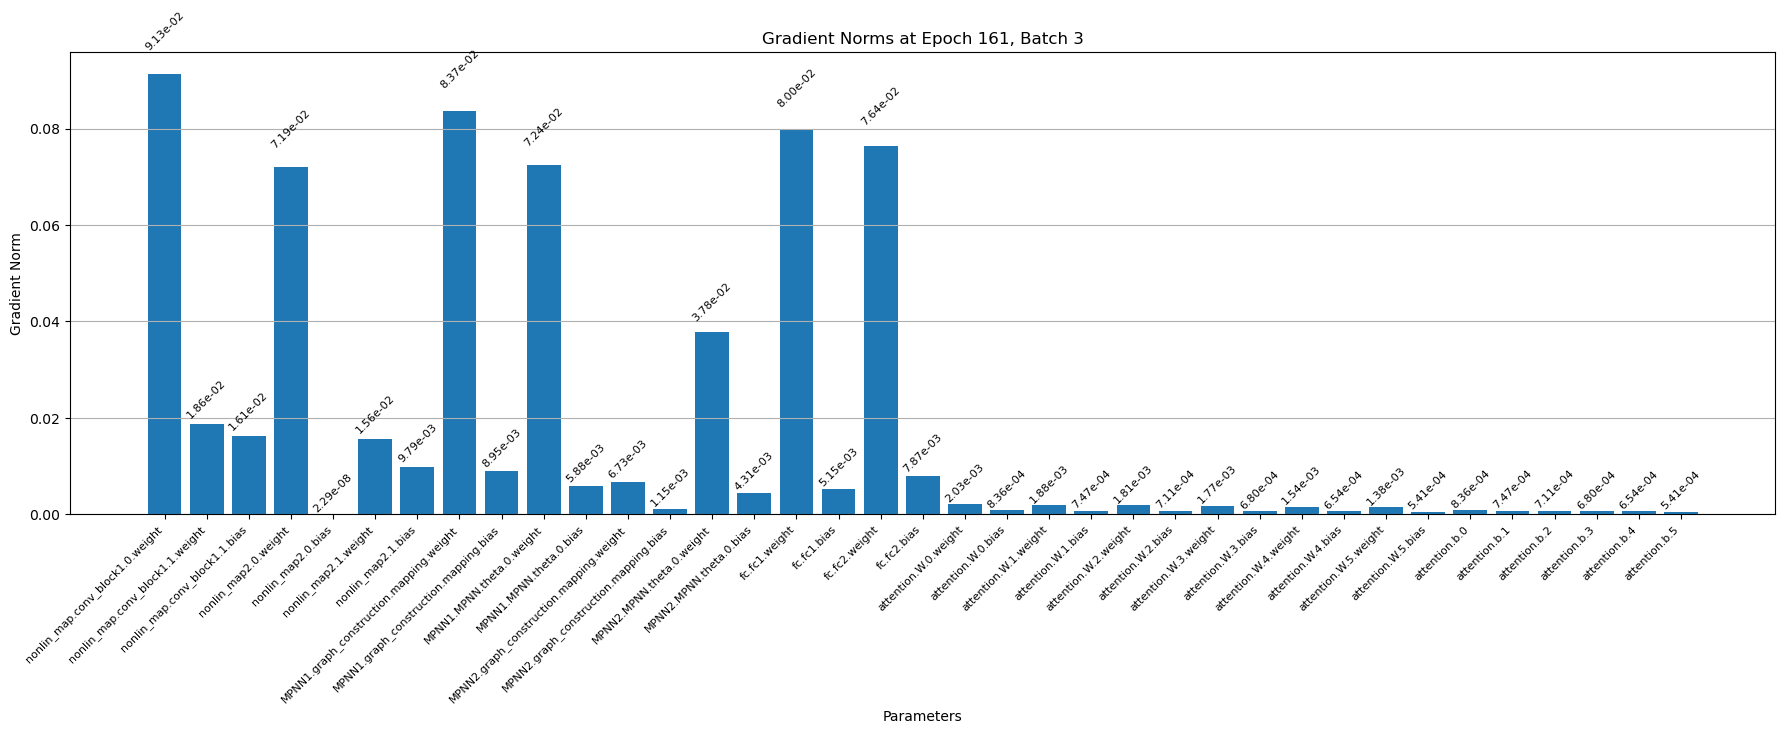 Gradient Norms at Epoch 161, Batch 3
Gradient Norm
0.08
0.06
0.04
0.02
0.00
9.13e-02
1.86e-02
1.61e-02
7.19e-02
2.29e-08
1.56e-02
9.79e-03
8.37e-02
8.95e-03
7.24e-02
5.88e-03
6.73e-03
1.15e-03
3.78e-02
4.31e-03
8.00e-02
5.15e-03
7.64e-02
7.87e-03
2.03e-03
8.36e-04
1.88e-03
7.47e-04
1.81e-03
7.11e-04
1.77e-03
6.80e-04
1.54e-03
6.54e-04
1.38e-03
5.41e-04
8.36e-04
7.47e-04
7.11e-04
6.80e-04
6.54e-04
5.41e-04
nonlin_map.conv_block1.0.weight
nonlin_map.conv_block1.1.weight
nonlin_map.conv_block1.1.bias
nonlin_map2.0.weight
nonlin_map2.0.bias
nonlin_map2.1.weight
nonlin_map2.1.bias
MPNN1.graph_construction.mapping.weight
MPNN1.graph_construction.mapping.bias
MPNN1.MPNN.theta.0.weight
MPNN1.MPNN.theta.0.bias
MPNN2.graph_construction.mapping.weight
MPNN2.graph_construction.mapping.bias
MPNN2.MPNN.theta.0.weight
MPNN2.MPNN.theta.0.bias
fc.fc1.weight
fc.fc1.bias
fc.fc2.weight
fc.fc2.bias
attention.W.0.weight
attention.W.0.bias
attention.W.1.weight
attention.W.1.bias
attention.W.2.weight
attention.W.2.bias
attention.W.3.weight
attention.W.3.bias
attention.W.4.weight
attention.W.4.bias
attention.W.5.weight
attention.W.5.bias
attention.b.0
attention.b.1
attention.b.2
attention.b.3
attention.b.4
attention.b.5
Parameters